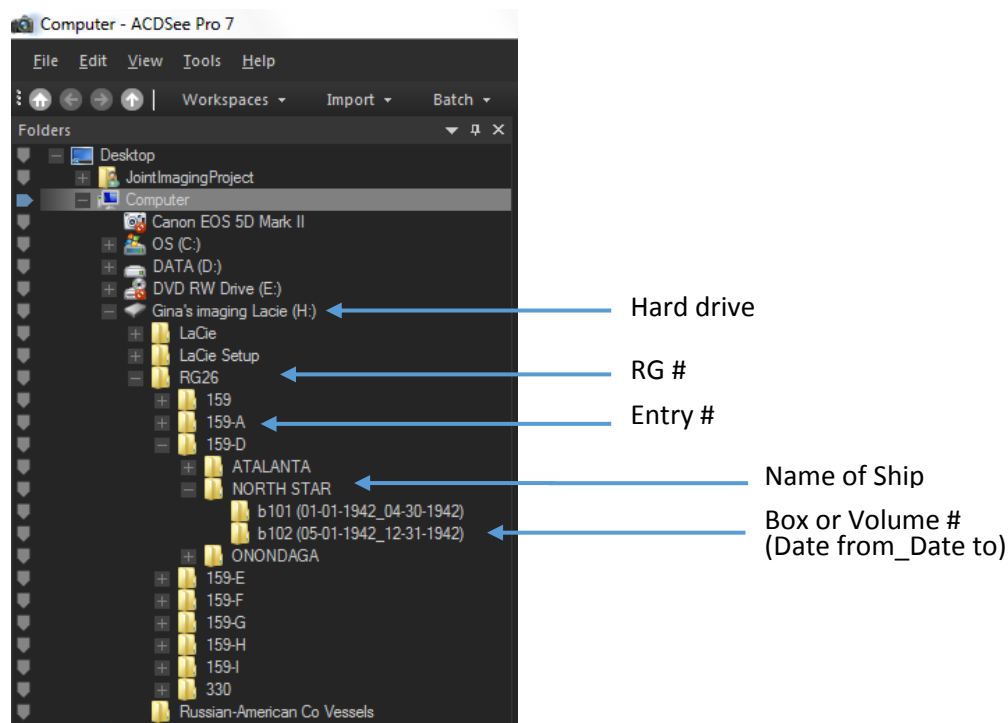 Computer - ACDSee Pro 7
File Edit View Tools Help
Workspaces Import Batch
Folders
Desktop
JointImagingProject
Computer
Canon EOS 5D Mark II
OS (C:)
DATA (D:)
DVD RW Drive (E:)
Gina's imaging Lacie (H:) Hard drive
LaCie
LaCie Setup
RG26 RG #
159
159-A Entry #
159-D
ATALANTA
NORTH STAR Name of Ship
b101 (01-01-1942_04-30-1942)
b102 (05-01-1942_12-31-1942) Box or Volume #
(Date from_Date to)
ONONDAGA
159-E
159-F
159-G
159-H
159-I
330
Russian-American Co Vessels